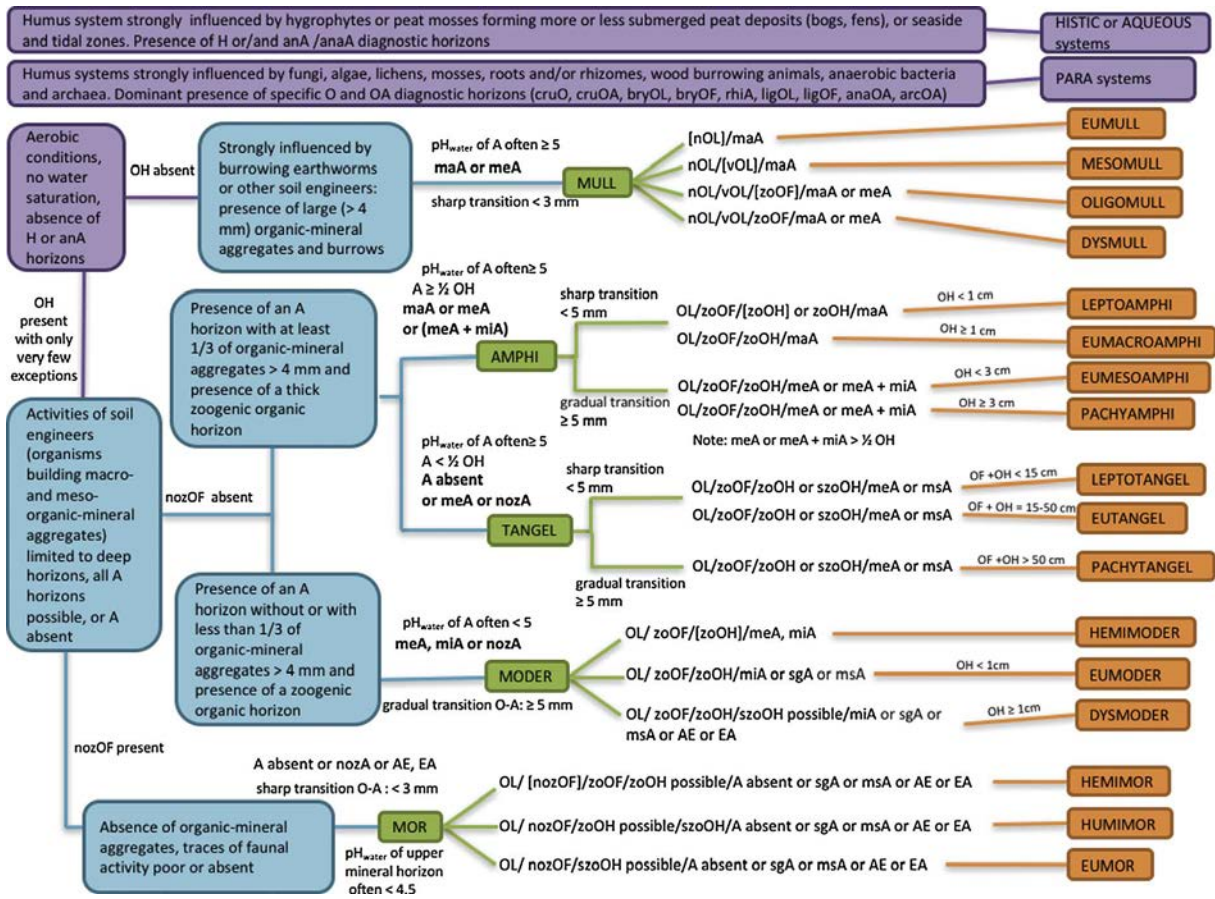 Humus system strongly influenced by hygrophytes or peat mosses forming more or less submerged peat deposits (bogs, fens), or seaside
and tidal zones. Presence of H or/and anA /anaA diagnostic horizons
HISTIC or AQUEOUS
systems
Humus systems strongly influenced by fungi, algae, lichens, mosses, roots and/or rhizomes, wood burrowing animals, anaerobic bacteria
and archaea. Dominant presence of specific O and OA diagnostic horizons (cruO, cruOA, bryOL, bryOF, rhiA, ligOL, ligOF, anaOA, arcOA)
PARA systems
Aerobic
conditions,
no water
saturation,
absence of
H or anA
horizons
OH absent
Strongly influenced by
burrowing earthworms
or other soil engineers:
presence of large (> 4
mm) organic-mineral
aggregates and burrows
pHwater of A often ≥ 5
maA or meA
sharp transition < 3 mm
MULL
[nOL]/maA
EUMULL
nOL/[vOL]/maA
MESOMULL
nOL/vOL/[zoOF]/maA or meA
OLIGOMULL
nOL/vOL/zoOF/maA or meA
DYSMULL
OH
present
with only
very few
exceptions
Presence of an A
horizon with at least
1/3 of organic-mineral
aggregates > 4 mm and
presence of a thick
zoogenic organic
horizon
pHwater of A often≥ 5
A ≥ ½ OH
maA or meA
or (meA + miA)
AMPHI
sharp transition
< 5 mm
OL/zoOF/[zoOH] or zoOH/maA
OH < 1 cm
LEPTOAMPHI
OL/zoOF/zoOH/maA
OH ≥ 1 cm
EUMACROAMPHI
gradual transition
≥ 5 mm
OL/zoOF/zoOH/meA or meA + miA
OH < 3 cm
EUMESOAMPHI
OL/zoOF/zoOH/meA or meA + miA
OH ≥ 3 cm
PACHYAMPHI
Note: meA or meA + miA > ½ OH
Activities of soil
engineers
(organisms
building macro-
and meso-
organic-mineral
aggregates)
limited to deep
horizons, all A
horizons
possible, or A
absent
nozOF absent
pHwater of A often≥ 5
A < ½ OH
A absent
or meA or nozA
TANGEL
sharp transition
< 5 mm
OL/zoOF/zoOH or szoOH/meA or msA
OF +OH < 15 cm
LEPTOTANGEL
OL/zoOF/zoOH or szoOH/meA or msA
OF + OH = 15-50 cm
EUTANGEL
gradual transition
≥ 5 mm
OL/zoOF/zoOH or szoOH/meA or msA
OF +OH > 50 cm
PACHYTANGEL
Presence of an A
horizon without or with
less than 1/3 of
organic-mineral
aggregates > 4 mm and
presence of a zoogenic
organic horizon
pHwater of A often < 5
meA, miA or nozA
gradual transition O-A: ≥ 5 mm
MODER
OL/ zoOF/[zoOH]/meA, miA
HEMIMODER
OL/ zoOF/zoOH/miA or sgA or msA
OH < 1cm
EUMODER
OL/ zoOF/zoOH/szoOH possible/miA or sgA or
msA or AE or EA
OH ≥ 1cm
DYSMODER
nozOF present
Absence of organic-mineral
aggregates, traces of faunal
activity poor or absent
A absent or nozA or AE, EA
sharp transition O-A : < 3 mm
MOR
pHwater of upper
mineral horizon
often < 4.5
OL/ [nozOF]/zoOF/zoOH possible/A absent or sgA or msA or AE or EA
HEMIMOR
OL/ nozOF/zoOH possible/szoOH/A absent or sgA or msA or AE or EA
HUMIMOR
OL/ nozOF/szoOH possible/A absent or sgA or msA or AE or EA
EUMOR